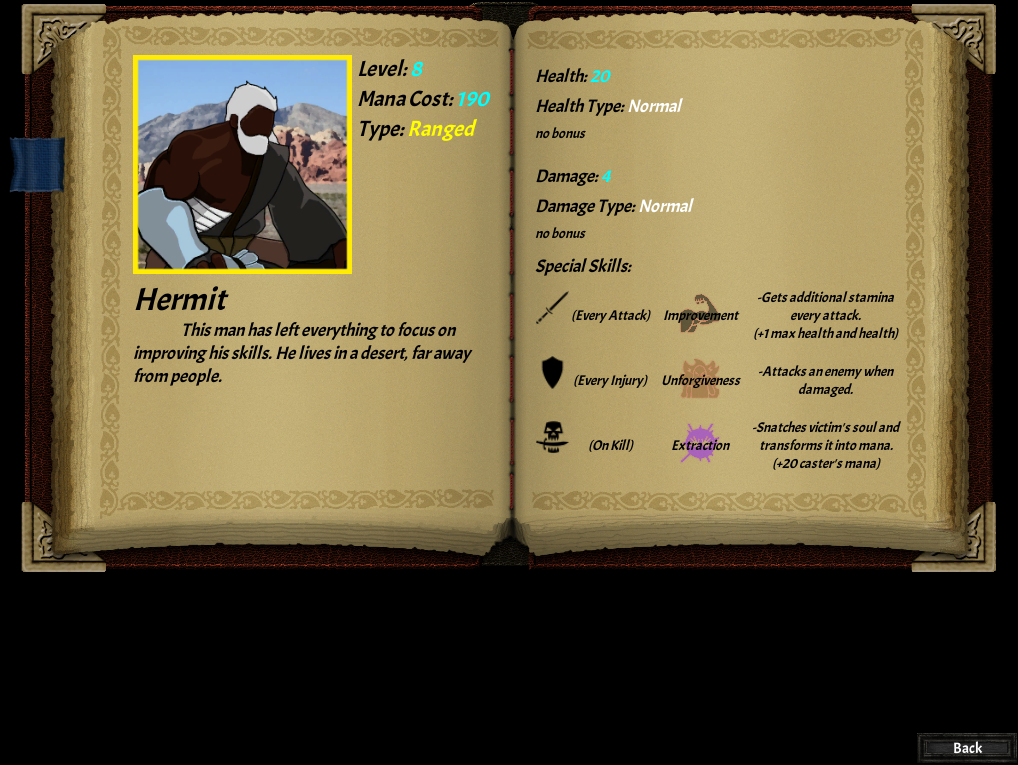 Level: 8
Mana Cost: 190
Type: Ranged
Hermit
This man has left everything to focus on
improving his skills. He lives in a desert, far away
from people.
Health: 20
Health Type: Normal
no bonus
Damage: 4
Damage Type: Normal
no bonus
Special Skills:
(Every Attack) Improvement
-Gets additional stamina
every attack.
(+1 max health and health)
(Every Injury) Unforgiveness
-Attacks an enemy when
damaged.
(On Kill) Extraction
-Snatches victim's soul and
transforms it into mana.
(+20 caster's mana)
Back